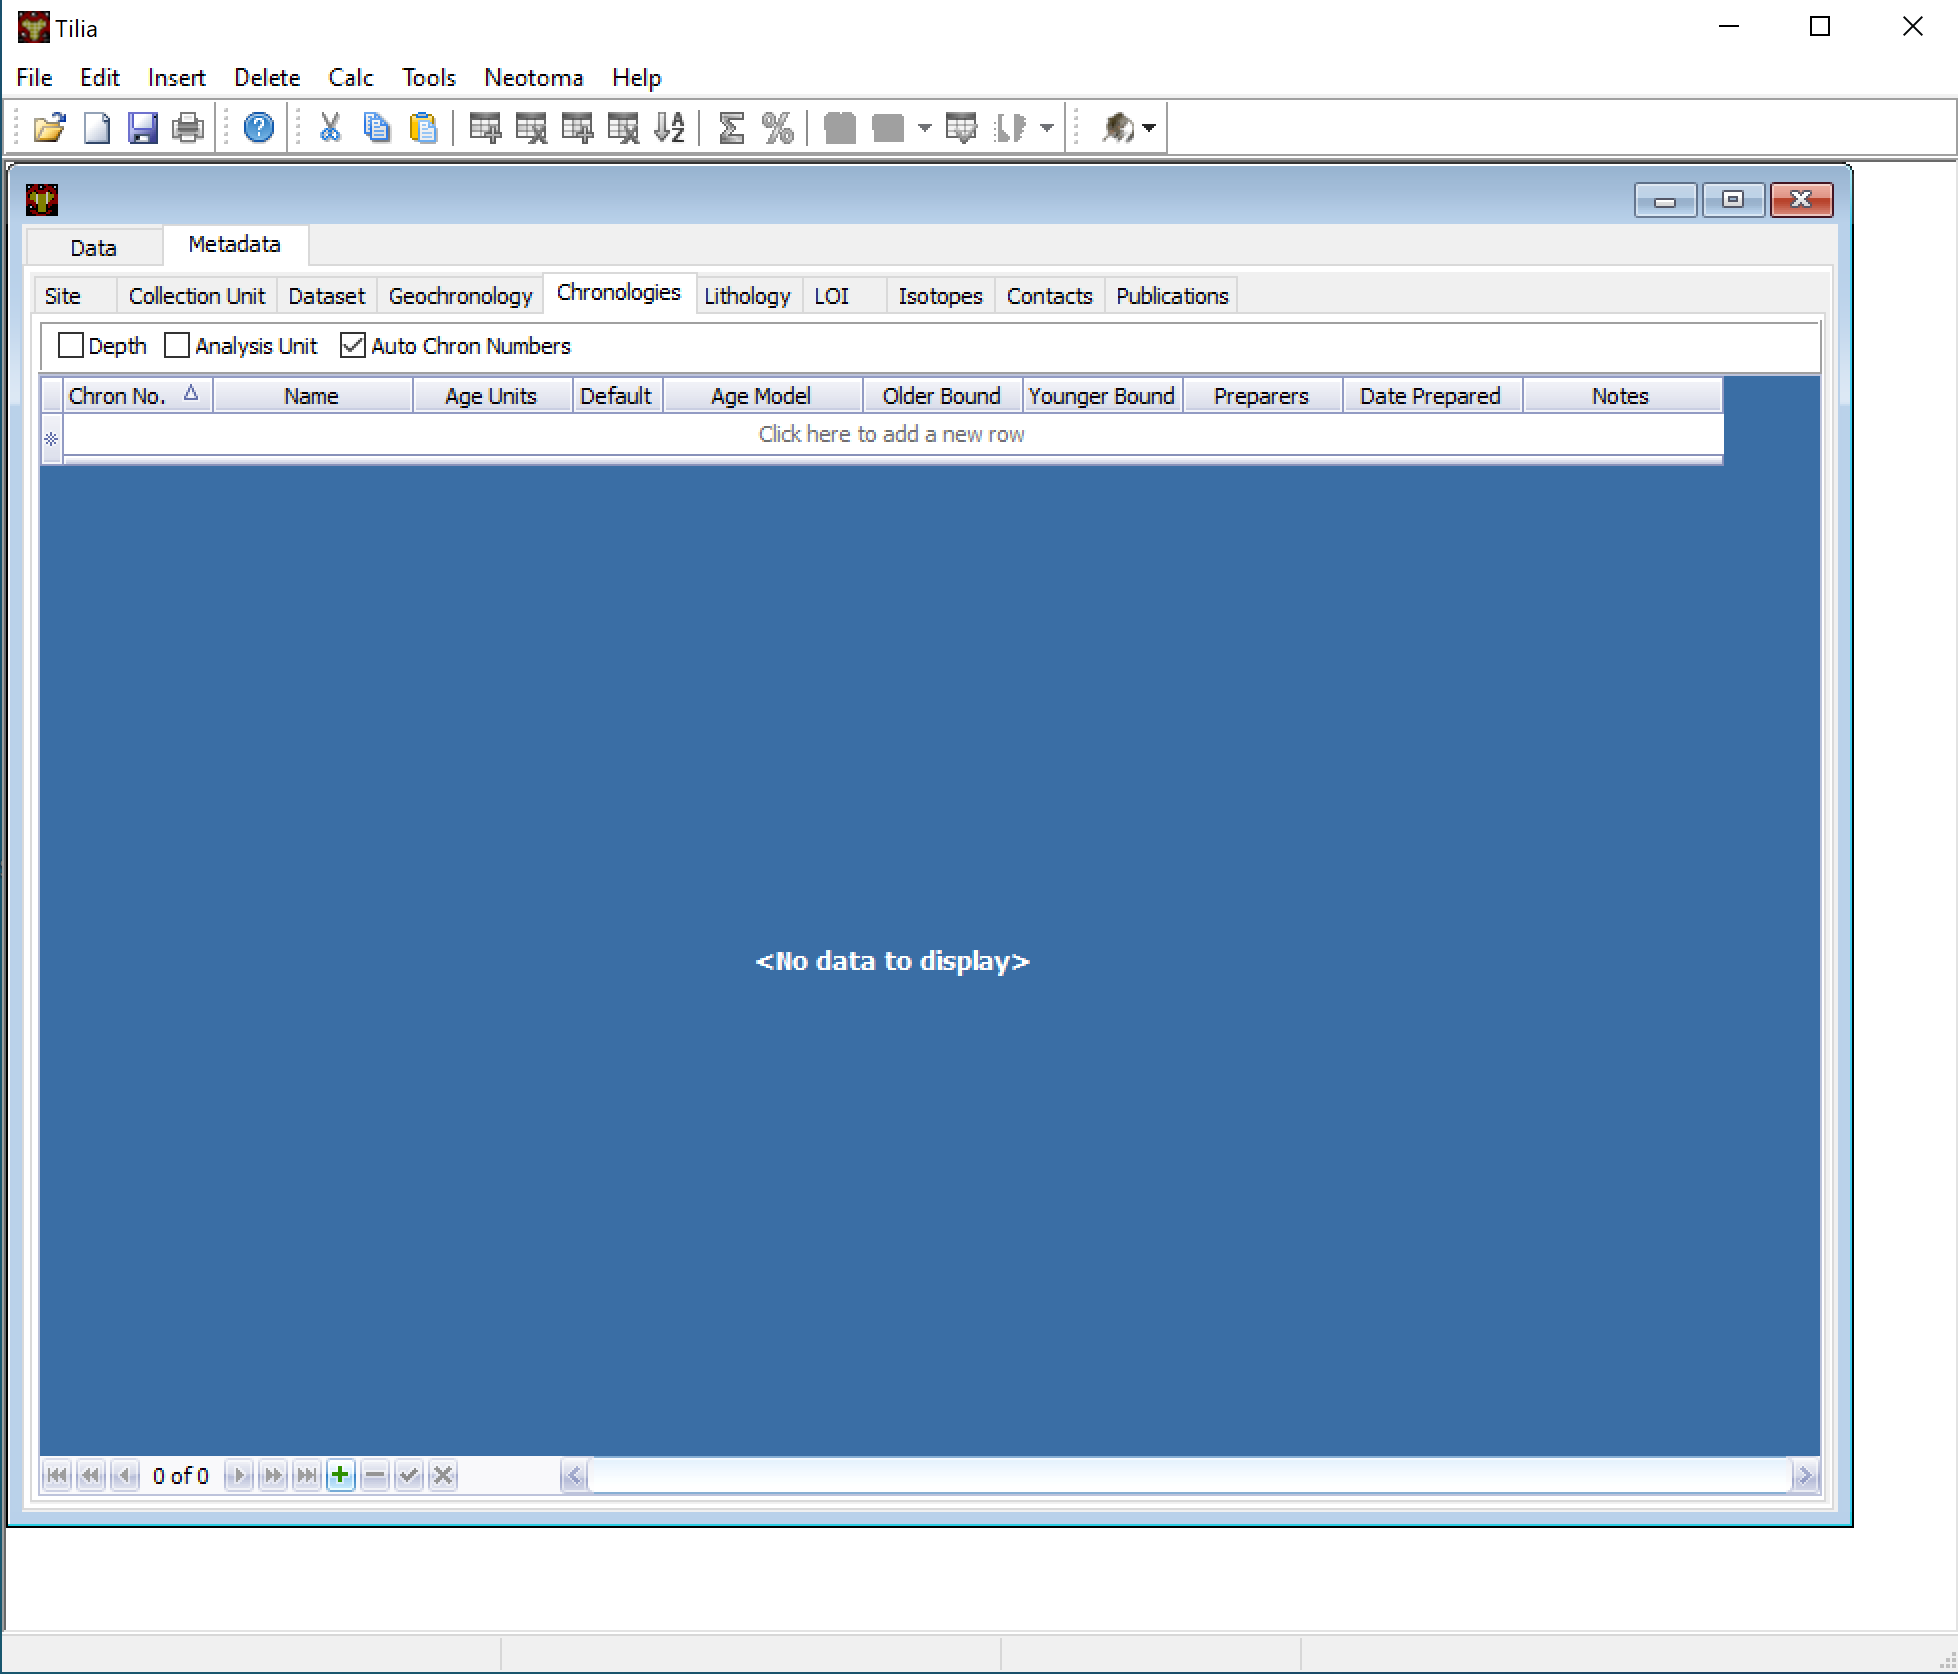 Tilia
File Edit Insert Delete Calc Tools Neotoma Help
Data Metadata
Site Collection Unit Dataset Geochronology Chronologies Lithology LOI Isotopes Contacts Publications
Depth Analysis Unit Auto Chron Numbers
Chron No. Name Age Units Default Age Model Older Bound Younger Bound Preparers Date Prepared Notes
Click here to add a new row
<No data to display>
0 of 0